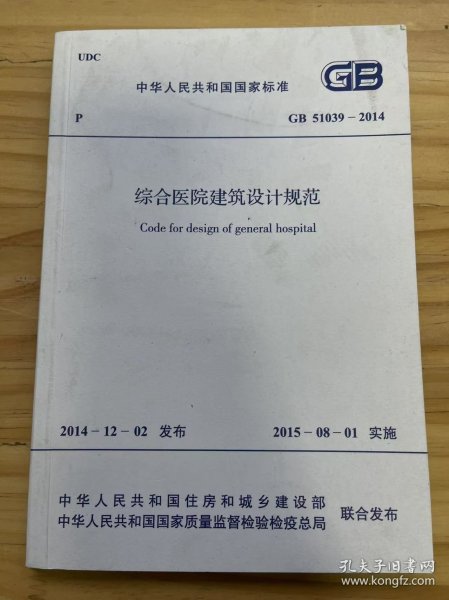 UDC
中华人民共和国国家标准
GB
P
GB 51039-2014
综合医院建筑设计规范
Code for design of general hospital
2014-12-02 发布
2015-08-01 实施
中华人民共和国住房和城乡建设部
中华人民共和国国家质量监督检验检疫总局
联合发布
孔夫子旧书网
www.kongfz.com